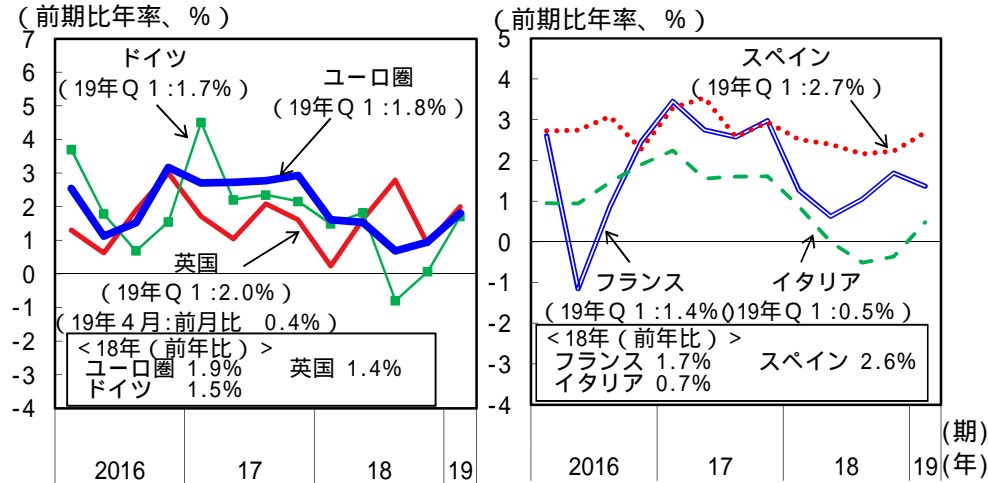 (前期比年率、%)
7
6
5
4
3
2
1
0
-1
-2
-3
-4
ドイツ
(19年Q1:1.7%)
ユーロ圏
(19年Q1:1.8%)
英国
(19年Q1:2.0%)
(19年4月:前月比 0.4%)
<18年(前年比)>
ユーロ圏 1.9% 英国 1.4%
ドイツ 1.5%
2016 17 18 19
(前期比年率、%)
5
4
3
2
1
0
-1
-2
-3
-4
スペイン
(19年Q1:2.7%)
フランス
(19年Q1:1.4%)
イタリア
(19年Q1:0.5%)
<18年(前年比)>
フランス 1.7% スペイン 2.6%
イタリア 0.7%
(期)
2016 17 18 19 (年)